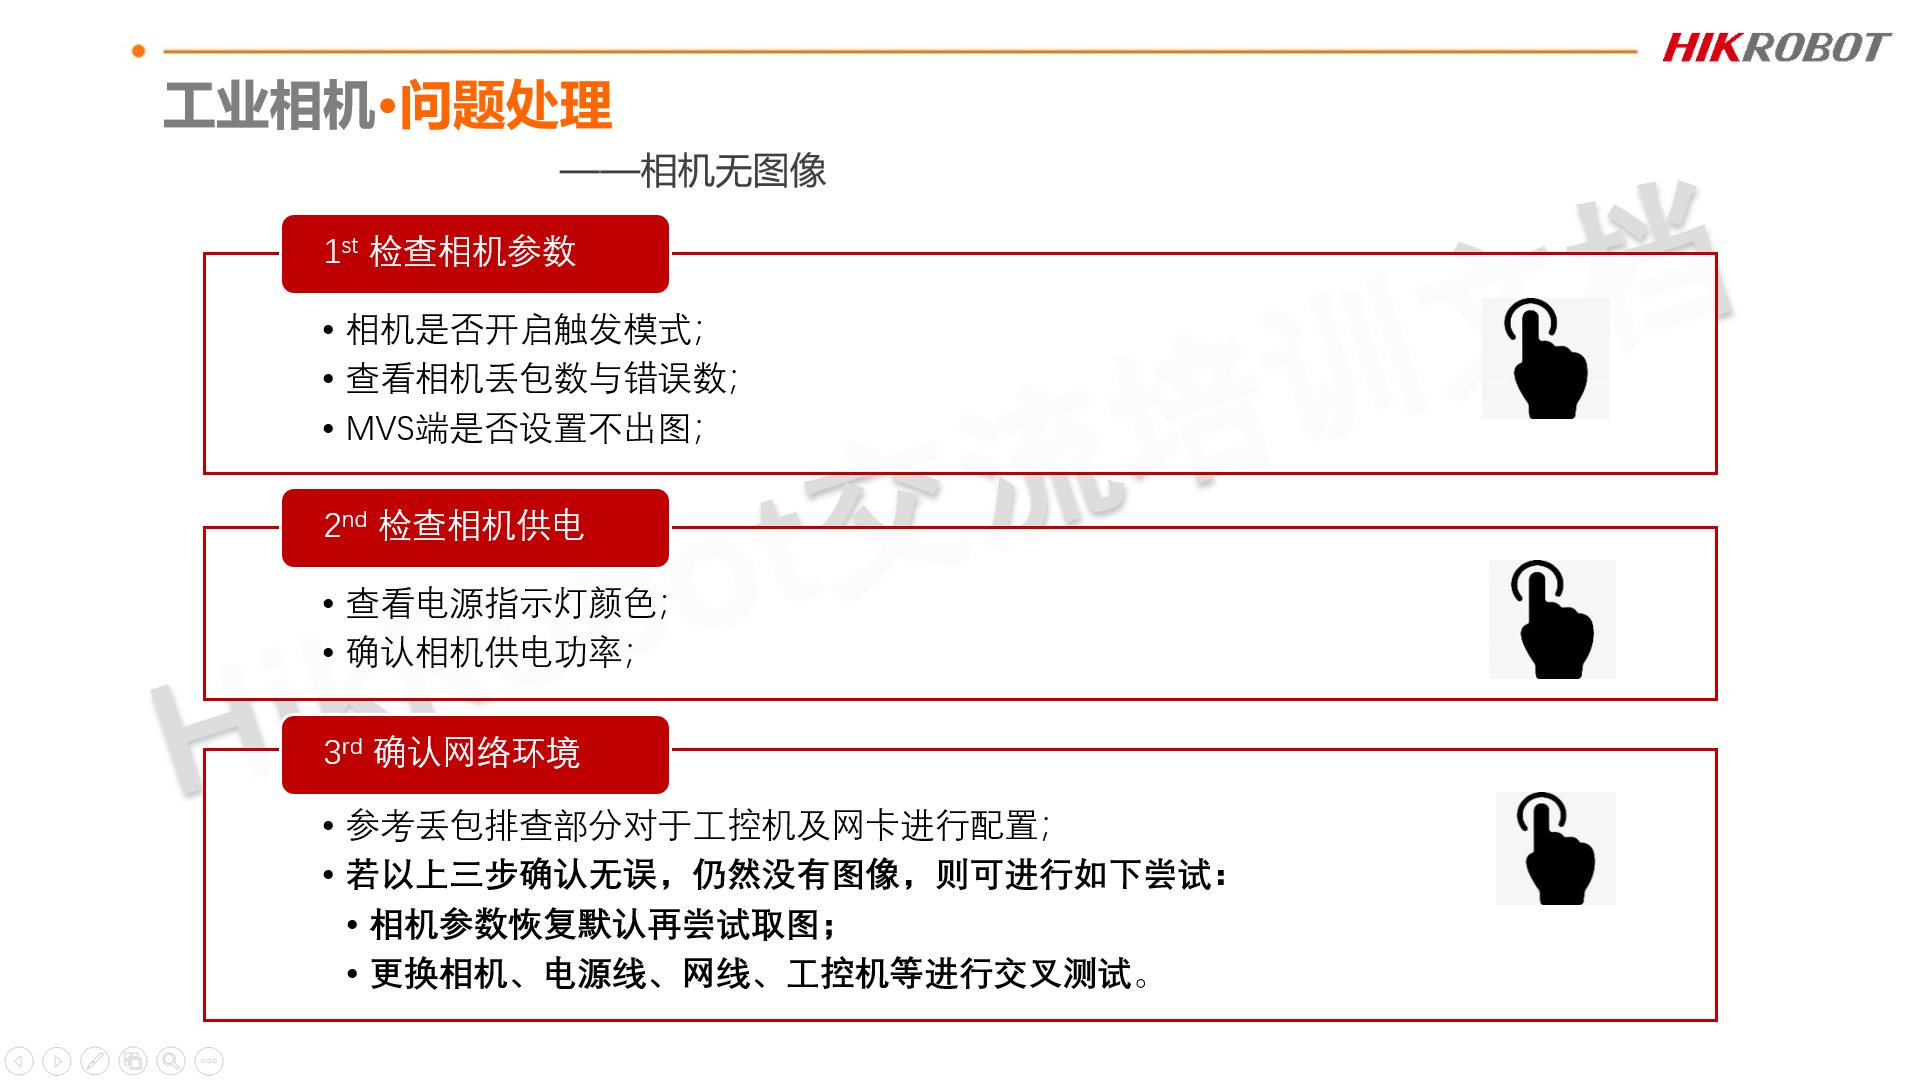 HIKROBOT
工业相机·问题处理
——相机无图像
1st 检查相机参数
• 相机是否开启触发模式；
• 查看相机丢包数与错误数；
• MVS端是否设置不出图；
2nd 检查相机供电
• 查看电源指示灯颜色；
• 确认相机供电功率；
3rd 确认网络环境
• 参考丢包排查部分对于工控机及网卡进行配置；
• 若以上三步确认无误，仍然没有图像，则可进行如下尝试：
• 相机参数恢复默认再尝试取图；
• 更换相机、电源线、网线、工控机等进行交叉测试。
HikRobot交流培训文档